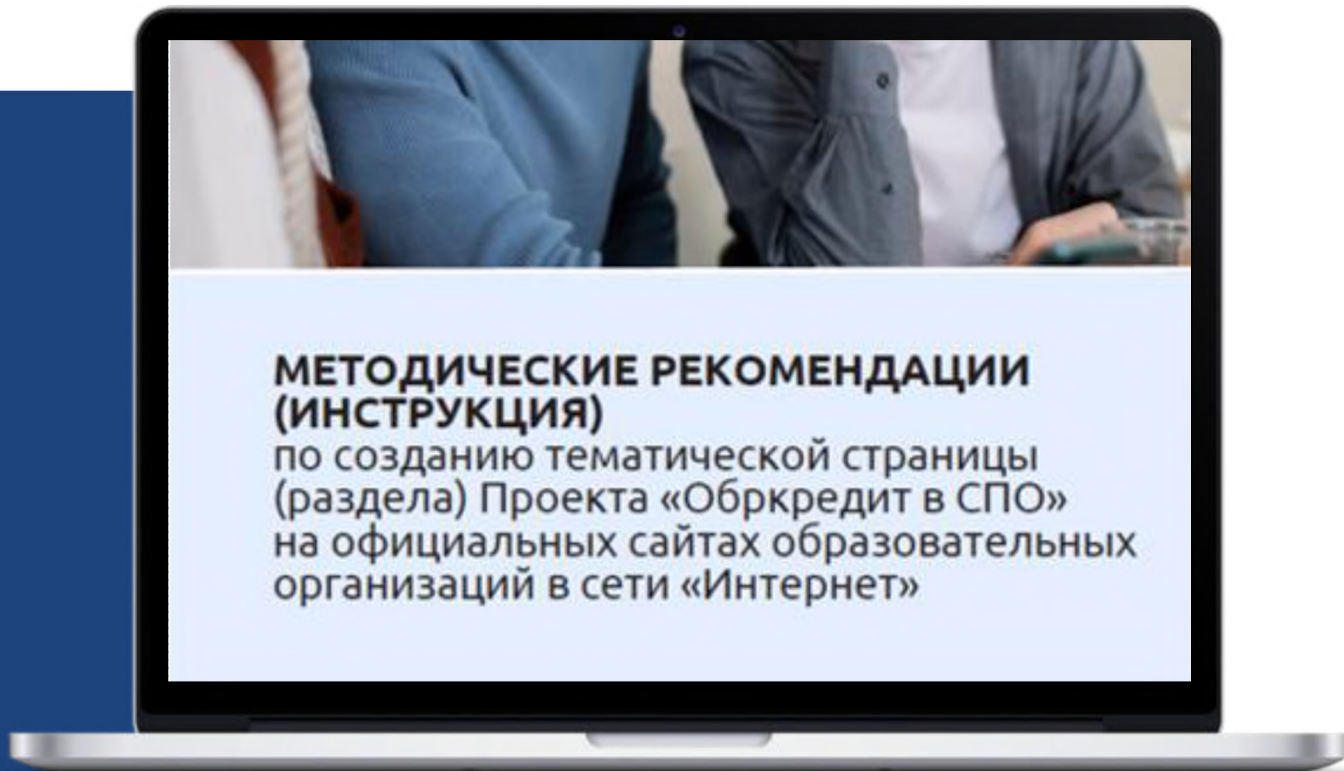 МЕТОДИЧЕСКИЕ РЕКОМЕНДАЦИИ
(ИНСТРУКЦИЯ)
по созданию тематической страницы
(раздела) Проекта «Обркредит в СПО»
на официальных сайтах образовательных
организаций в сети «Интернет»